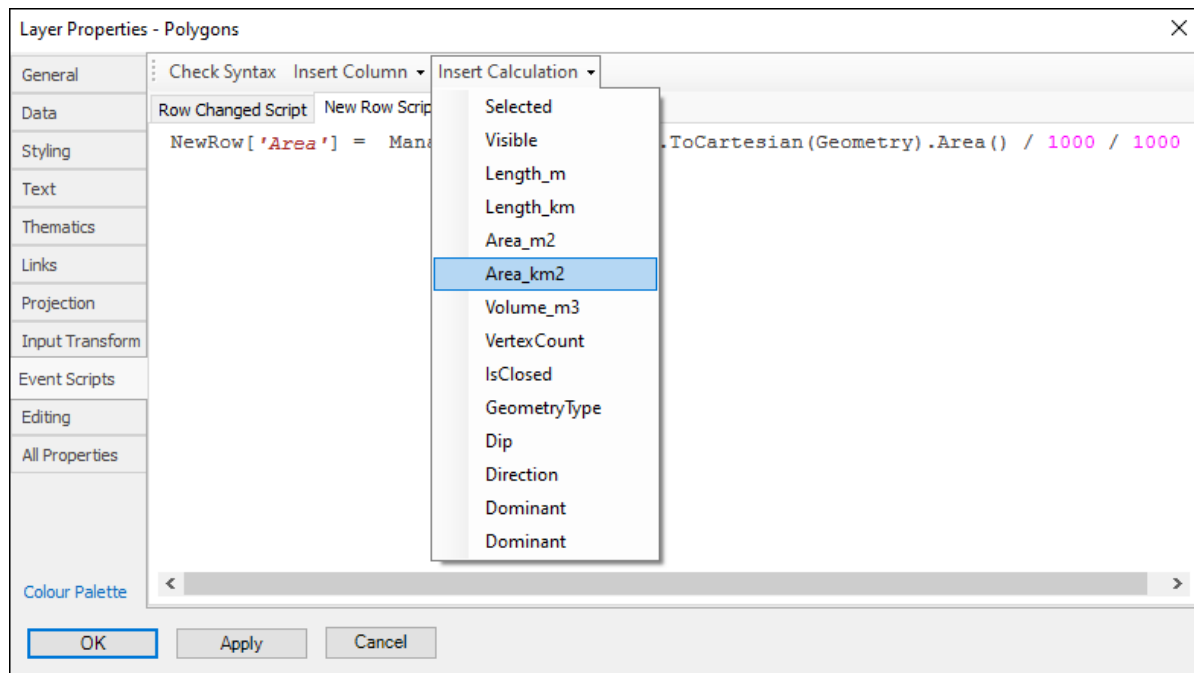 Layer Properties - Polygons
General
Data
Styling
Text
Thematics
Links
Projection
Input Transform
Event Scripts
Editing
All Properties
Colour Palette
Check Syntax Insert Column Insert Calculation
Row Changed Script New Row
NewRow['Area'] = .ToCartesian(Geometry).Area() / 1000 / 1000
Selected
Visible
Length_m
Length_km
Area_m2
Area_km2
Volume_m3
VertexCount
IsClosed
GeometryType
Dip
Direction
Dominant
Dominant
OK Apply Cancel